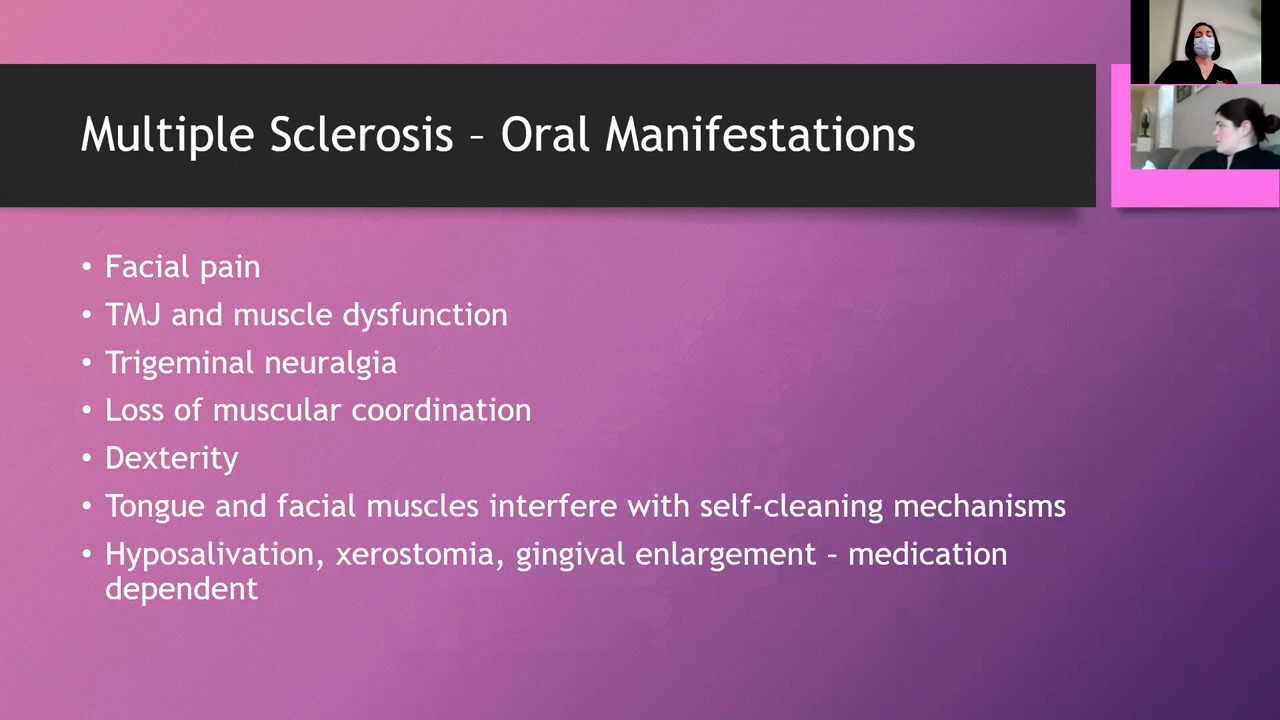 Multiple Sclerosis – Oral Manifestations
• Facial pain
• TMJ and muscle dysfunction
• Trigeminal neuralgia
• Loss of muscular coordination
• Dexterity
• Tongue and facial muscles interfere with self-cleaning mechanisms
• Hyposalivation, xerostomia, gingival enlargement – medication
dependent